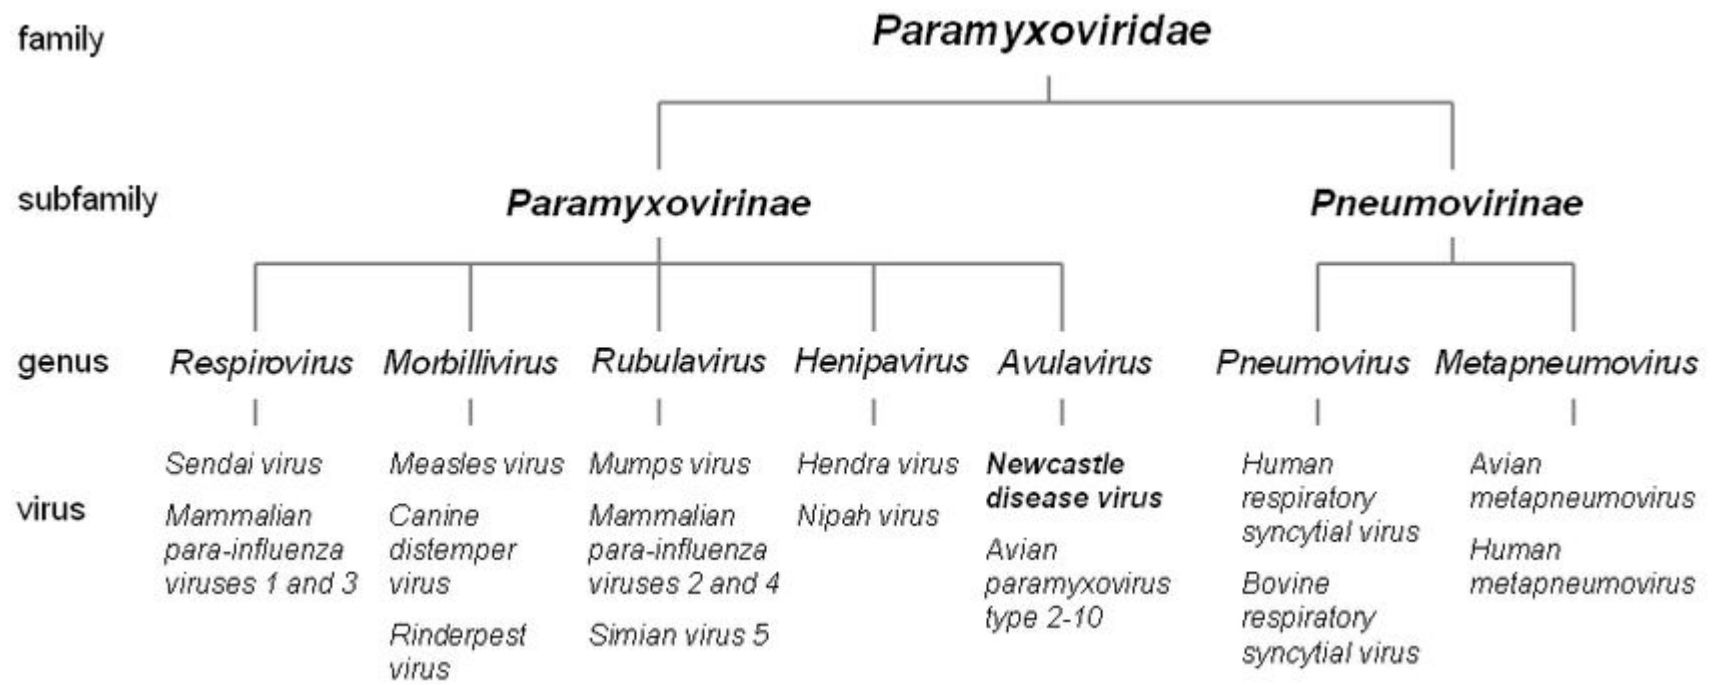 family
Paramyxoviridae
subfamily
Paramyxovirinae
Pneumovirinae
genus
Respirovirus
Morbillivirus
Rubulavirus
Henipavirus
Avulavirus
Pneumovirus
Metapneumovirus
virus
Sendai virus
Mammalian
para-influenza
viruses 1 and 3
Measles virus
Canine
distemper
virus
Rinderpest
virus
Mumps virus
Mammalian
para-influenza
viruses 2 and 4
Simian virus 5
Hendra virus
Nipah virus
Newcastle
disease virus
Avian
paramyxovirus
type 2-10
Human
respiratory
syncytial virus
Bovine
respiratory
syncytial virus
Avian
metapneumovirus
Human
metapneumovirus